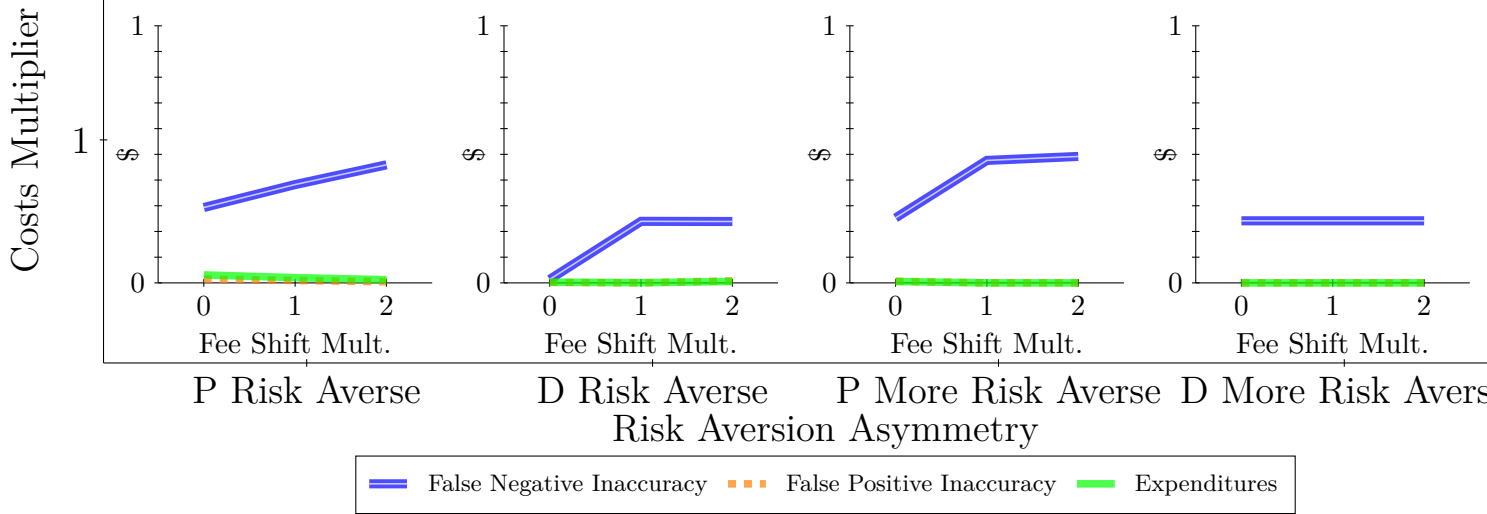 Costs Multiplier
1
1
$
0
0 1 2
Fee Shift Mult.
1
$
0
0 1 2
Fee Shift Mult.
1
$
0
0 1 2
Fee Shift Mult.
1
$
0
0 1 2
Fee Shift Mult.
P Risk Averse D Risk Averse P More Risk Averse D More Risk Avers
Risk Aversion Asymmetry
False Negative Inaccuracy False Positive Inaccuracy Expenditures